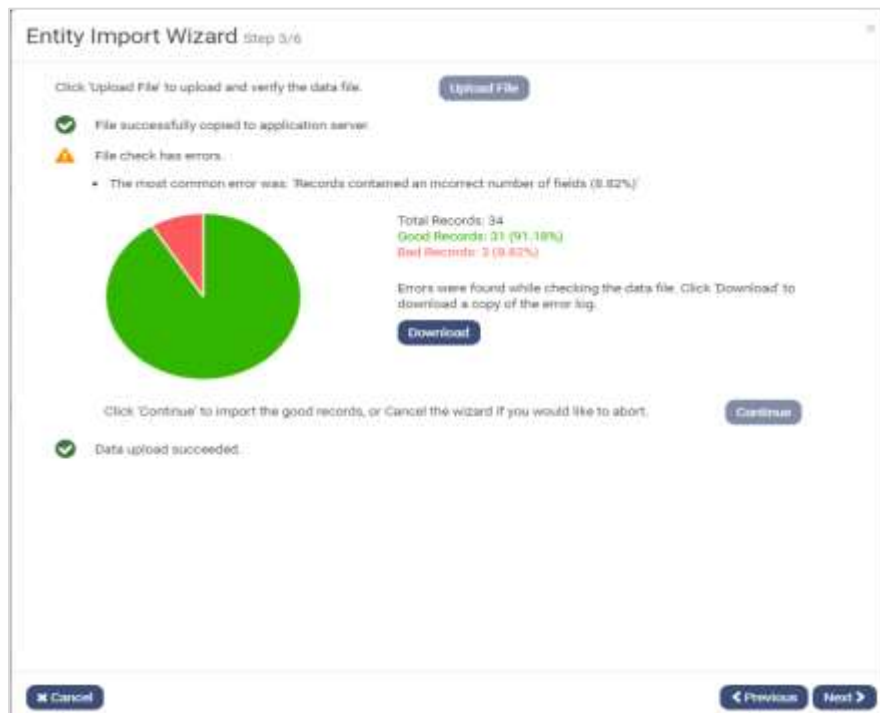 Entity Import Wizard Step 3/6
Click 'Upload File' to upload and verify the data file.
Upload File
File successfully copied to application server.
File check has errors.
• The most common error was: 'Records contained an incorrect number of fields (8.82%)'
Total Records: 34
Good Records: 31 (91.18%)
Bad Records: 3 (8.82%)
Errors were found while checking the data file. Click 'Download' to
download a copy of the error log.
Download
Click 'Continue' to import the good records, or Cancel the wizard if you would like to abort.
Continue
Data upload succeeded.
Cancel
Previous
Next